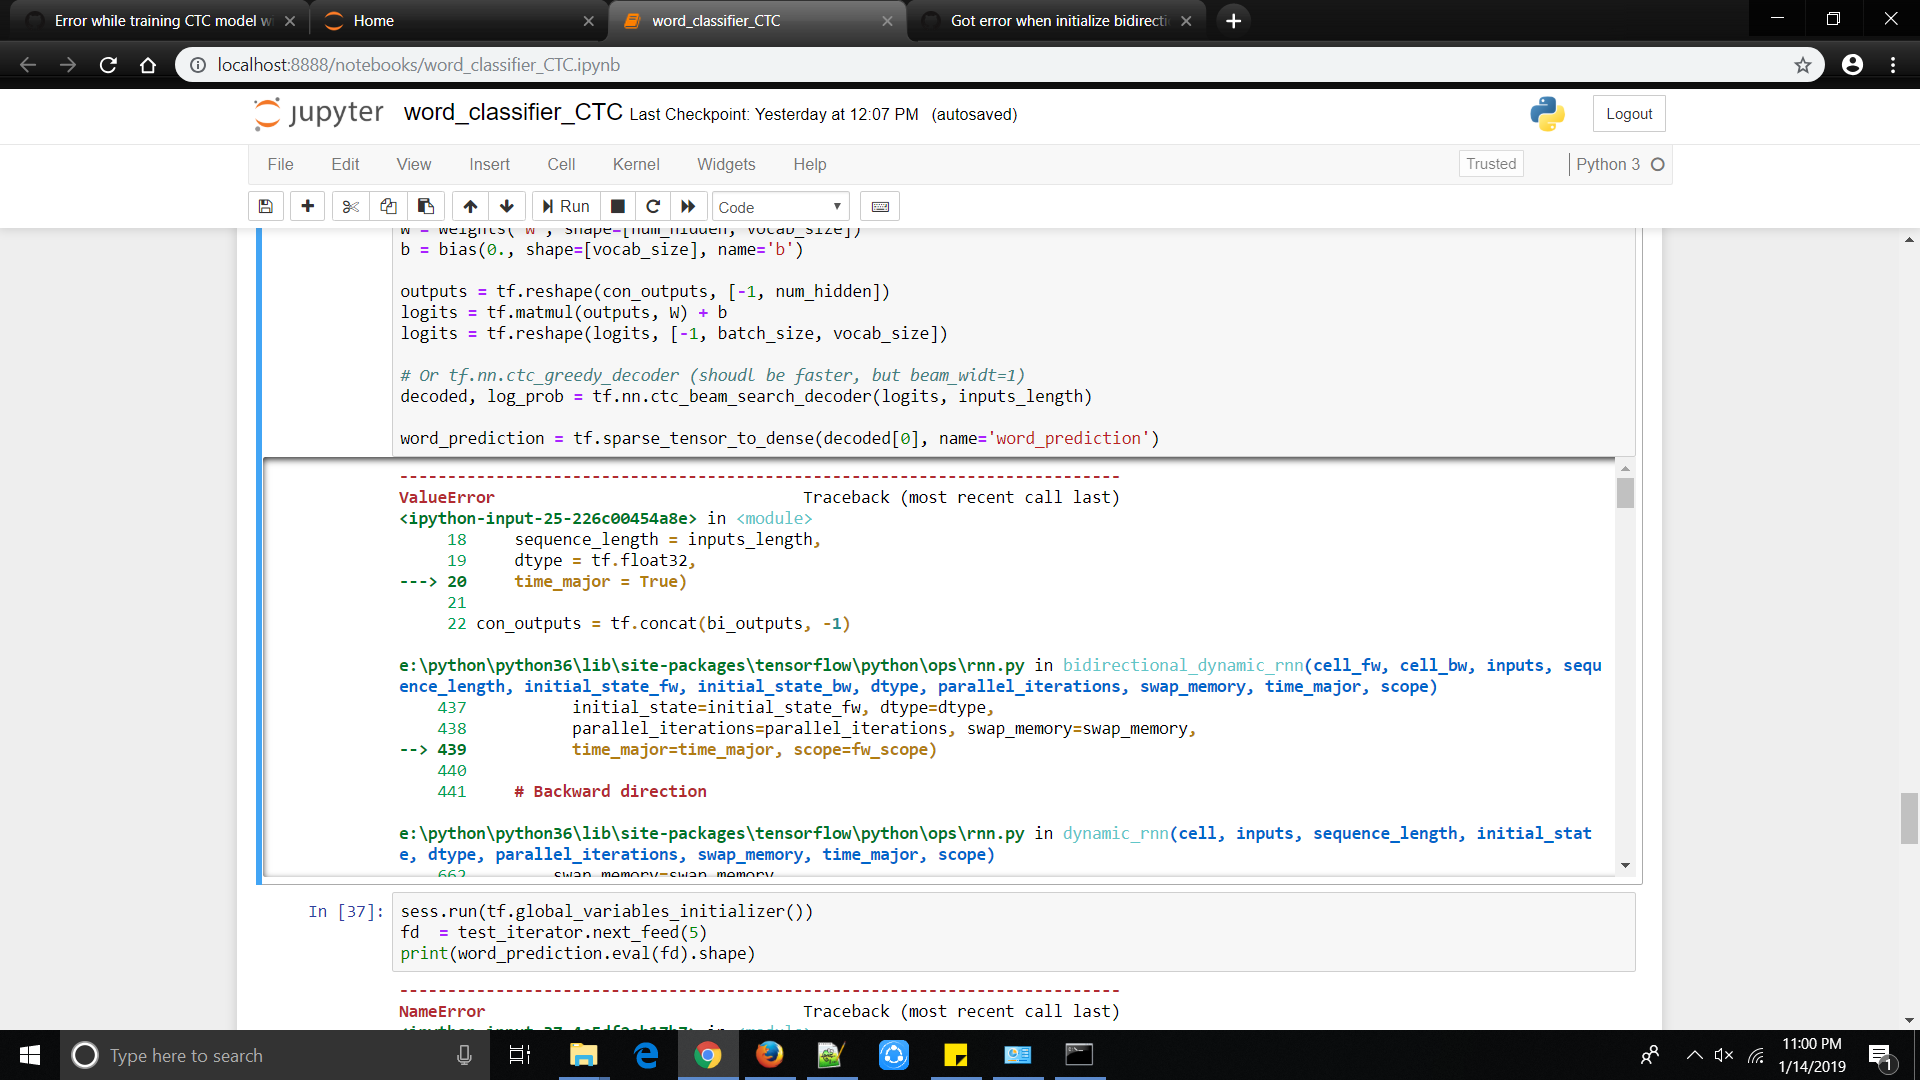 Error while training CTC model w
Home
word_classifier_CTC
Got error when initialize bidirecti
localhost:8888/notebooks/word_classifier_CTC.ipynb
jupyter word_classifier_CTC Last Checkpoint: Yesterday at 12:07 PM (autosaved)
Logout
File Edit View Insert Cell Kernel Widgets Help
Trusted
Python 3
Run
Code
W = weights('W', shape=[num_hidden, vocab_size])
b = bias(0., shape=[vocab_size], name='b')
outputs = tf.reshape(con_outputs, [-1, num_hidden])
logits = tf.matmul(outputs, W) + b
logits = tf.reshape(logits, [-1, batch_size, vocab_size])
# Or tf.nn.ctc_greedy_decoder (shoudl be faster, but beam_widt=1)
decoded, log_prob = tf.nn.ctc_beam_search_decoder(logits, inputs_length)
word_prediction = tf.sparse_tensor_to_dense(decoded[0], name='word_prediction')
---------------------------------------------------------------------------
ValueError Traceback (most recent call last)
<ipython-input-25-226c00454a8e> in <module>
18 sequence_length = inputs_length,
19 dtype = tf.float32,
---> 20 time_major = True)
21
22 con_outputs = tf.concat(bi_outputs, -1)
e:\python\python36\lib\site-packages\tensorflow\python\ops\rnn.py in bidirectional_dynamic_rnn(cell_fw, cell_bw, inputs, sequ
ence_length, initial_state_fw, initial_state_bw, dtype, parallel_iterations, swap_memory, time_major, scope)
437 initial_state=initial_state_fw, dtype=dtype,
438 parallel_iterations=parallel_iterations, swap_memory=swap_memory,
--> 439 time_major=time_major, scope=fw_scope)
440
441 # Backward direction
e:\python\python36\lib\site-packages\tensorflow\python\ops\rnn.py in dynamic_rnn(cell, inputs, sequence_length, initial_stat
e, dtype, parallel_iterations, swap_memory, time_major, scope)
662 swap_memory=swap_memory
In [37]: sess.run(tf.global_variables_initializer())
fd = test_iterator.next_feed(5)
print(word_prediction.eval(fd).shape)
---------------------------------------------------------------------------
NameError Traceback (most recent call last)
Type here to search
11:00 PM
1/14/2019
1